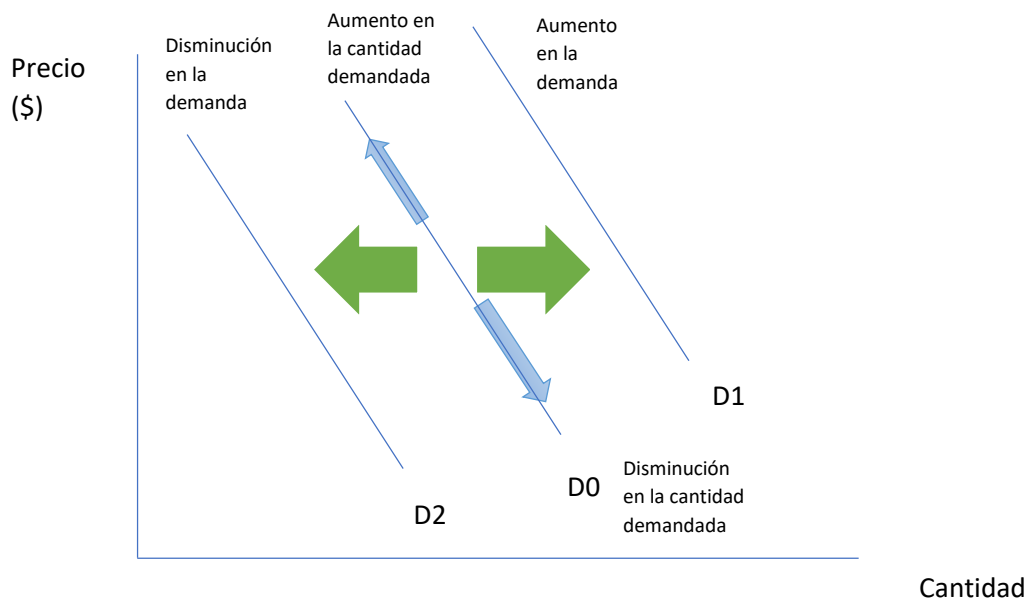 Precio
($)
Disminución
en la
demanda
Aumento en
la cantidad
demandada
Aumento
en la
demanda
D1
D0
Disminución
en la cantidad
demandada
D2
Cantidad